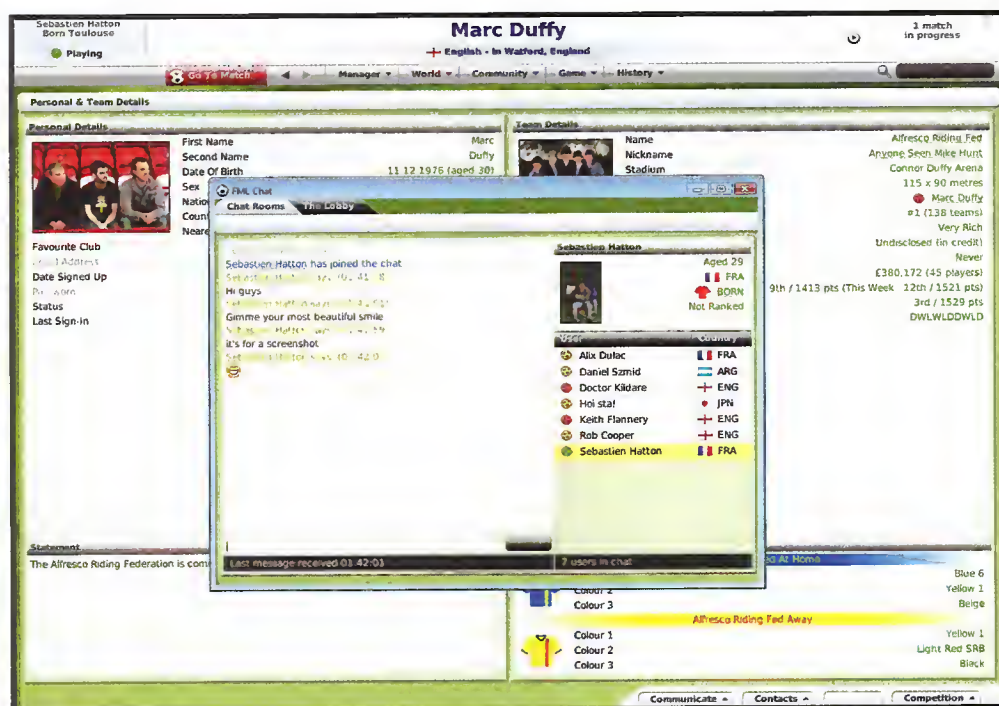 Sebastien Hatton
Born Toulouse
Playing
Marc Duffy
English - In Watford, England
1 match
in progress
Go To Match
Manager
World
Community
Game
History
Personal & Team Details
Personal Details
First Name Marc
Second Name Duffy
Date Of Birth 11 12 1976 (aged 30)
Sex
Favourite Club
Date Signed Up
Status
Last Sign-in
Team Details
Name Alfresco Riding Fed
Nickname Anyone Seen Mike Hunt
Stadium Connor Duffy Arena
115 x 90 metres
Marc Duffy
#1 (138 teams)
Very Rich
Undisclosed (in credit)
Never
£380,172 (45 players)
9th / 1413 pts (This Week 12th / 1521 pts)
3rd / 1529 pts
DWLWLDDWLD
FML Chat
Chat Rooms
The Lobby
Sebastien Hatton has joined the chat
Hi guys
Gimme your most beautiful smile
it's for a screenshot
Sebastien Hatton
Aged 29
FRA
BORN
Not Ranked
User Country
Alix Dulac FRA
Daniel Szmid ARG
Doctor Kildare ENG
Hoi sta! JPN
Keith Flannery ENG
Rob Cooper ENG
Sebastien Hatton FRA
Last message received 01:42:01
7 users in chat
Statement
The Alfresco Riding Federation is com
At Home
Blue 6
Colour 2 Yellow 1
Colour 3 Beige
Alfresco Riding Fed Away
Colour 1 Yellow 1
Colour 2 Light Red SRB
Colour 3 Black
Communicate
Contacts
Competition